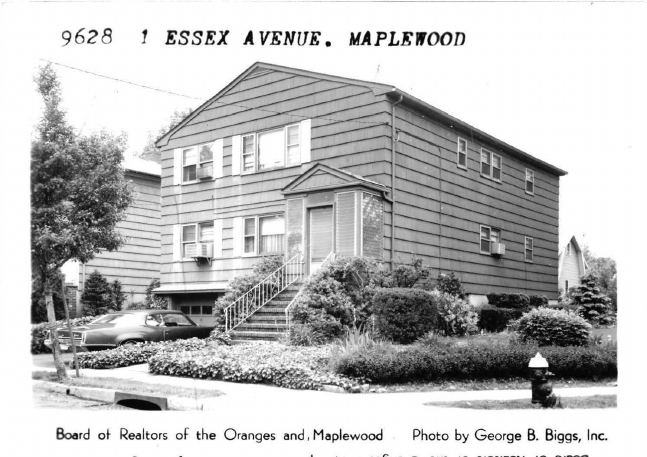 9628 1 ESSEX AVENUE. MAPLEWOOD
Board of Realtors of the Oranges and, Maplewood Photo by George B. Biggs, Inc.